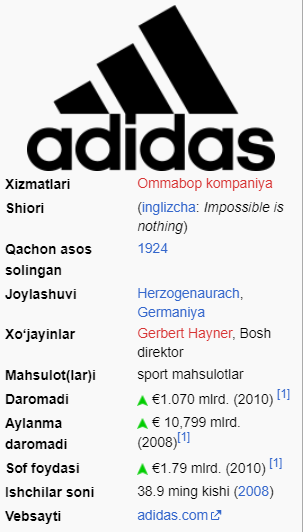 adidas
Xizmatlari Ommabop kompaniya
Shiori (inglizcha: Impossible is
nothing)
Qachon asos 1924
solingan
Joylashuvi Herzogenaurach,
Germaniya
Xoʻjayinlar Gerbert Hayner, Bosh
direktor
Mahsulot(lar)i sport mahsulotlar
Daromadi ▲ €1.070 mlrd. (2010) [1]
Aylanma ▲ € 10,799 mlrd.
daromadi (2008)[1]
Sof foydasi ▲ €1.79 mlrd. (2010) [1]
Ishchilar soni 38.9 ming kishi (2008)
Vebsayti adidas.com